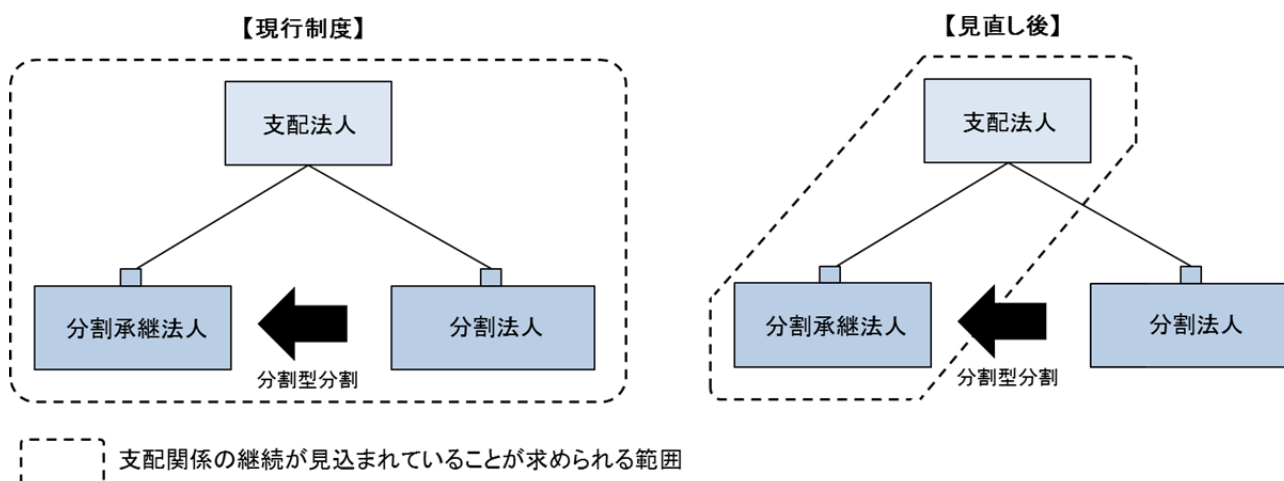 【現行制度】
支配法人
分割承継法人
分割法人
分割型分割
【見直し後】
支配法人
分割承継法人
分割法人
分割型分割
支配関係の継続が見込まれていることが求められる範囲